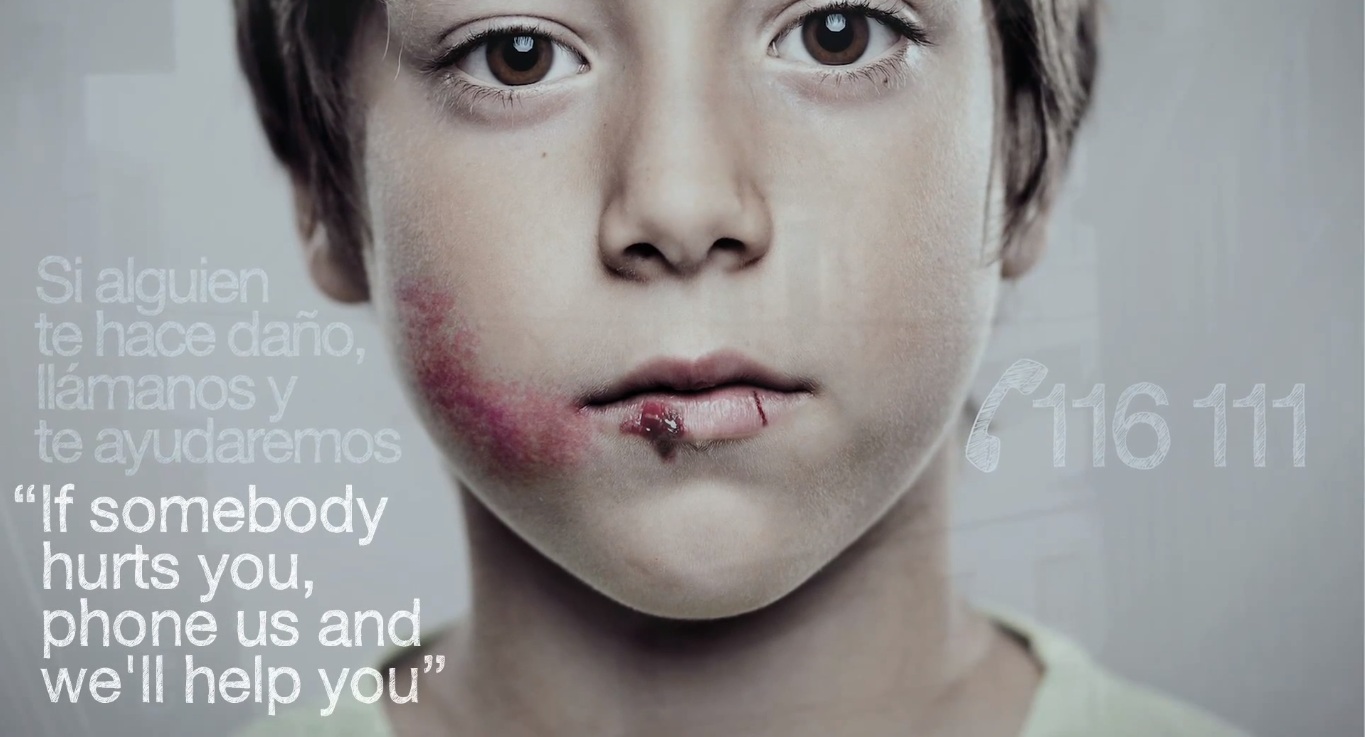 Si alguien
te hace daño,
llámanos y
te ayudaremos
116 111
“If somebody
hurts you,
phone us and
we'll help you”